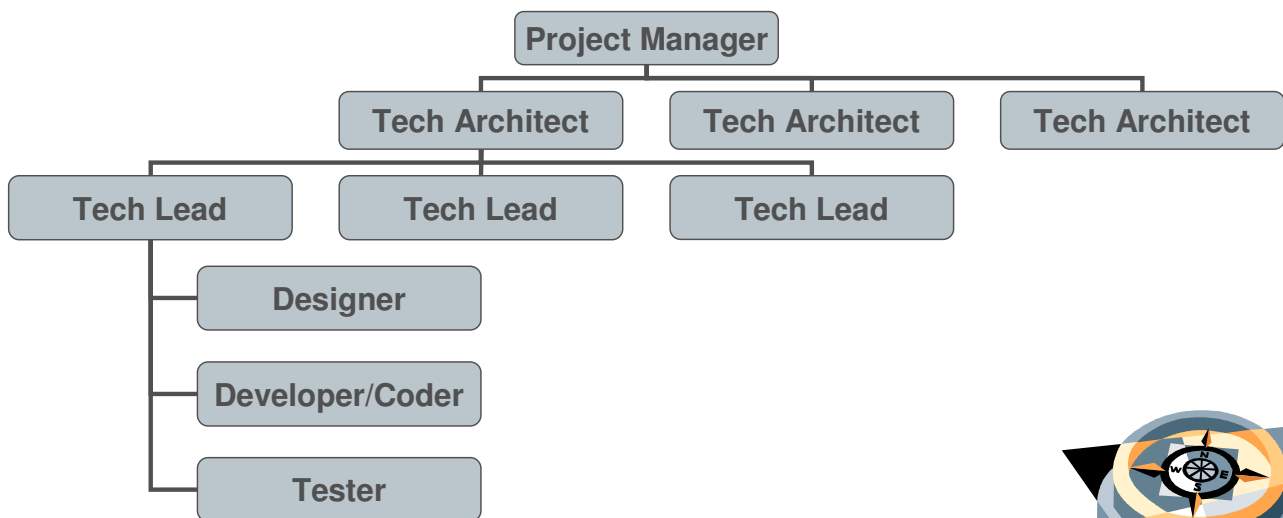 Project Manager
Tech Architect
Tech Architect
Tech Architect
Tech Lead
Tech Lead
Tech Lead
Designer
Developer/Coder
Tester
N
W
E
S